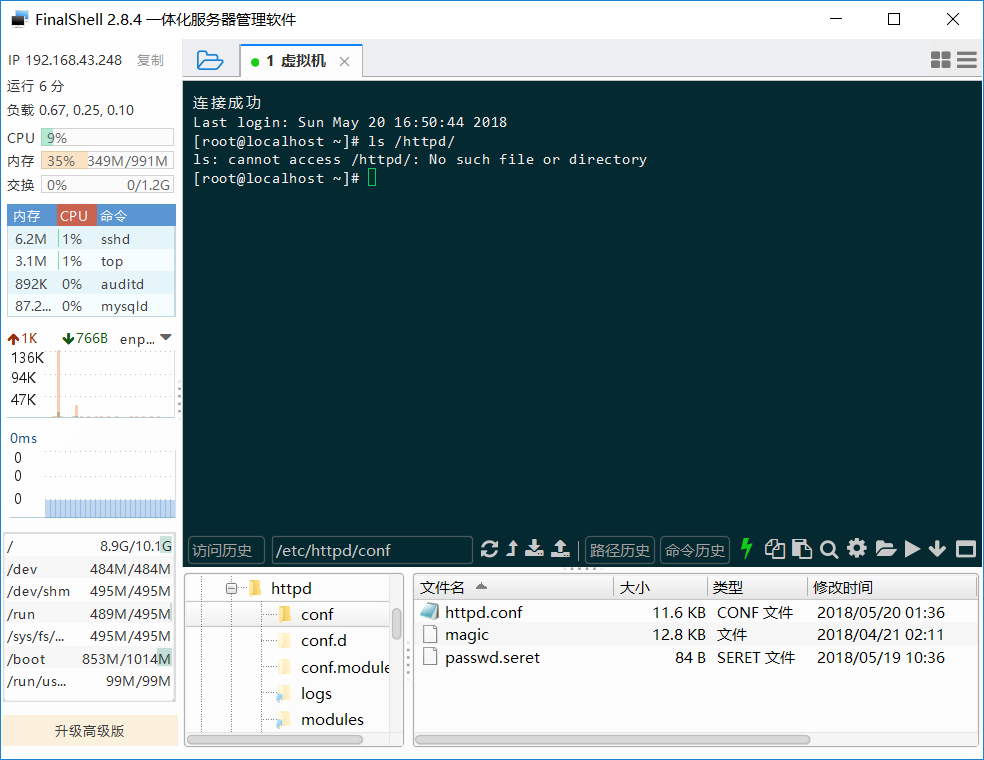 FinalShell 2.8.4 一体化服务器管理软件
IP 192.168.43.248 复制
运行 6 分
负载 0.67, 0.25, 0.10
CPU 9%
内存 35% 349M/991M
交换 0% 0/1.2G
内存 CPU 命令
6.2M 1% sshd
3.1M 1% top
892K 0% auditd
87.2... 0% mysqld
1K 766B enp...
136K
94K
47K
0ms
0
0
0
/ 8.9G/10.1G
/dev 484M/484M
/dev/shm 495M/495M
/run 489M/495M
/sys/fs/... 495M/495M
/boot 853M/1014M
/run/us... 99M/99M
升级高级版
1 虚拟机
连接成功
Last login: Sun May 20 16:50:44 2018
[root@localhost ~]# ls /httpd/
ls: cannot access /httpd/: No such file or directory
[root@localhost ~]#
访问历史 /etc/httpd/conf 路径历史 命令历史
httpd
conf
conf.d
conf.module
logs
modules
文件名 大小 类型 修改时间
httpd.conf 11.6 KB CONF 文件 2018/05/20 01:36
magic 12.8 KB 文件 2018/04/21 02:11
passwd.seret 84 B SERET 文件 2018/05/19 10:36